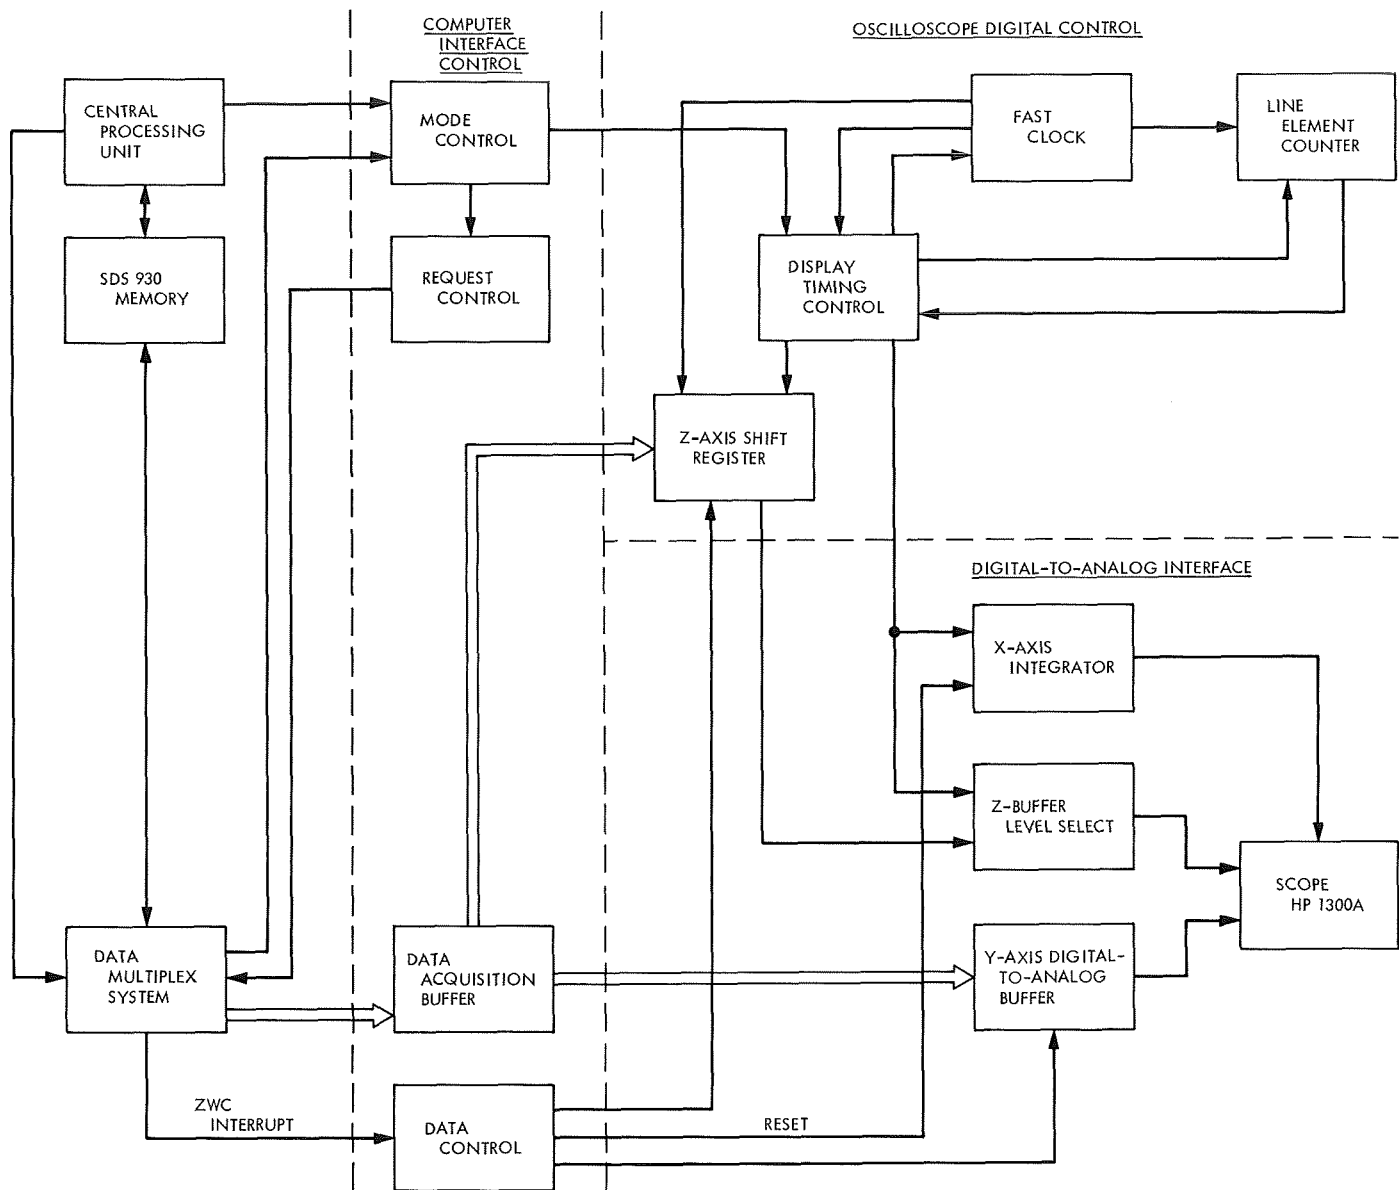 COMPUTER
INTERFACE
CONTROL
OSCILLOSCOPE DIGITAL CONTROL
CENTRAL
PROCESSING
UNIT
MODE
CONTROL
FAST
CLOCK
LINE
ELEMENT
COUNTER
SDS 930
MEMORY
REQUEST
CONTROL
DISPLAY
TIMING
CONTROL
Z-AXIS SHIFT
REGISTER
DIGITAL-TO-ANALOG INTERFACE
X-AXIS
INTEGRATOR
Z-BUFFER
LEVEL SELECT
SCOPE
HP 1300A
DATA
MULTIPLEX
SYSTEM
DATA
ACQUISITION
BUFFER
Y-AXIS DIGITAL-
TO-ANALOG
BUFFER
ZWC
INTERRUPT
DATA
CONTROL
RESET